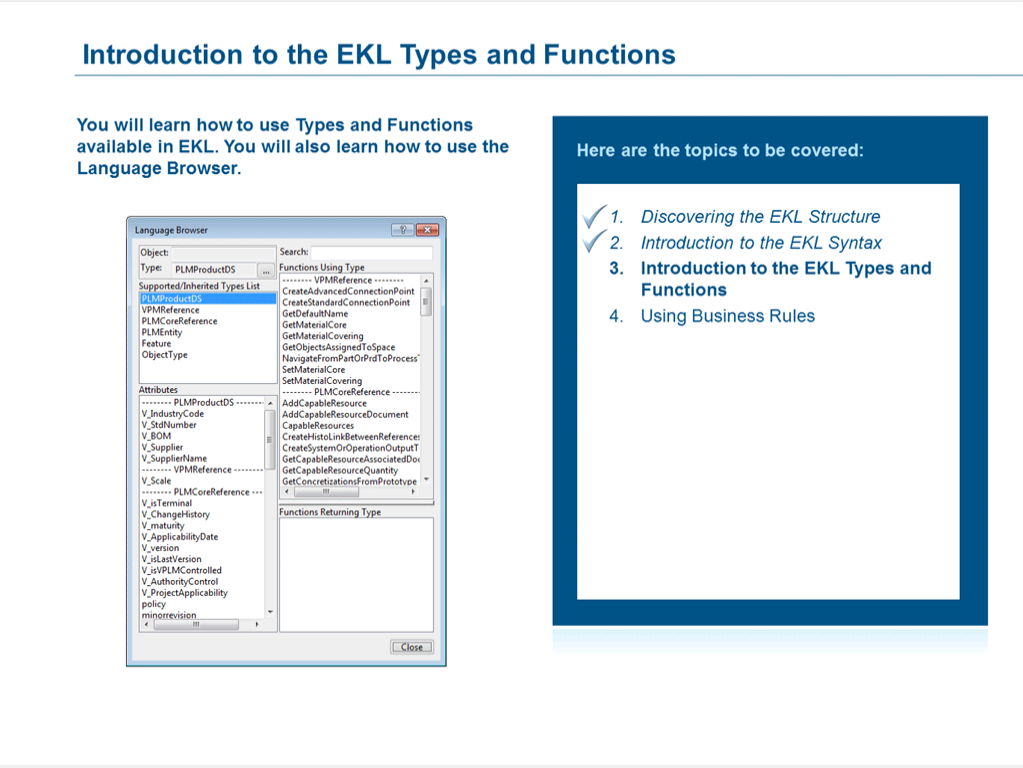 Introduction to the EKL Types and Functions
You will learn how to use Types and Functions
available in EKL. You will also learn how to use the
Language Browser.
Language Browser
Object:
Type: PLMProductDS ...
Supported/Inherited Types List
PLMProductDS
VPMReference
PLMCoreReference
PLMEntity
Feature
ObjectType
Attributes
-------- PLMProductDS --------
V_IndustryCode
V_StdNumber
V_BOM
V_Supplier
V_SupplierName
-------- VPMReference --------
V_Scale
-------- PLMCoreReference ---
V_isTerminal
V_ChangeHistory
V_maturity
V_ApplicabilityDate
V_version
V_isLastVersion
V_isVPLMControlled
V_AuthorityControl
V_ProjectApplicability
policy
minorrevision
Search:
Functions Using Type
-------- VPMReference --------
CreateAdvancedConnectionPoint
CreateStandardConnectionPoint
GetDefaultName
GetMaterialCore
GetMaterialCovering
GetObjectsAssignedToSpace
NavigateFromPartOrPrdToProcess
SetMaterialCore
SetMaterialCovering
-------- PLMCoreReference -------
AddCapableResource
AddCapableResourceDocument
CapableResources
CreateHistoLinkBetweenReferences
CreateSystemOrOperationOutputT
GetCapableResourceAssociatedDoc
GetCapableResourceQuantity
GetConcretizationsFromPrototype
Functions Returning Type
Close
Here are the topics to be covered:
1. Discovering the EKL Structure
2. Introduction to the EKL Syntax
3. Introduction to the EKL Types and
Functions
4. Using Business Rules